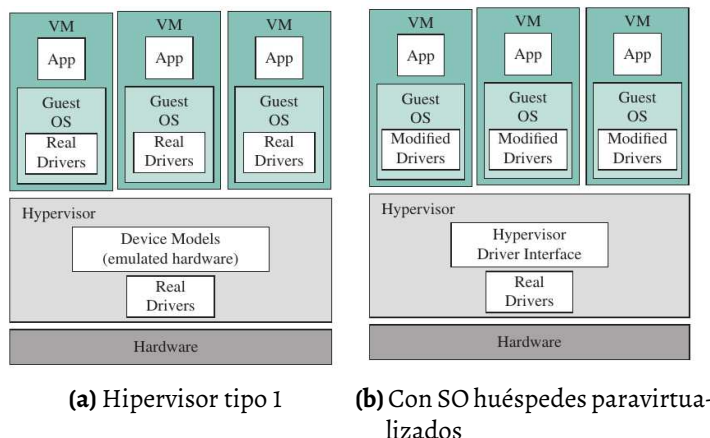 VM
App
Guest
OS
Real
Drivers
VM
App
Guest
OS
Real
Drivers
VM
App
Guest
OS
Real
Drivers
Hypervisor
Device Models
(emulated hardware)
Real
Drivers
Hardware
(a) Hipervisor tipo 1
VM
App
Guest
OS
Modified
Drivers
VM
App
Guest
OS
Modified
Drivers
VM
App
Guest
OS
Modified
Drivers
Hypervisor
Hypervisor
Driver Interface
Real
Drivers
Hardware
(b) Con SO huéspedes paravirtua-
lizados